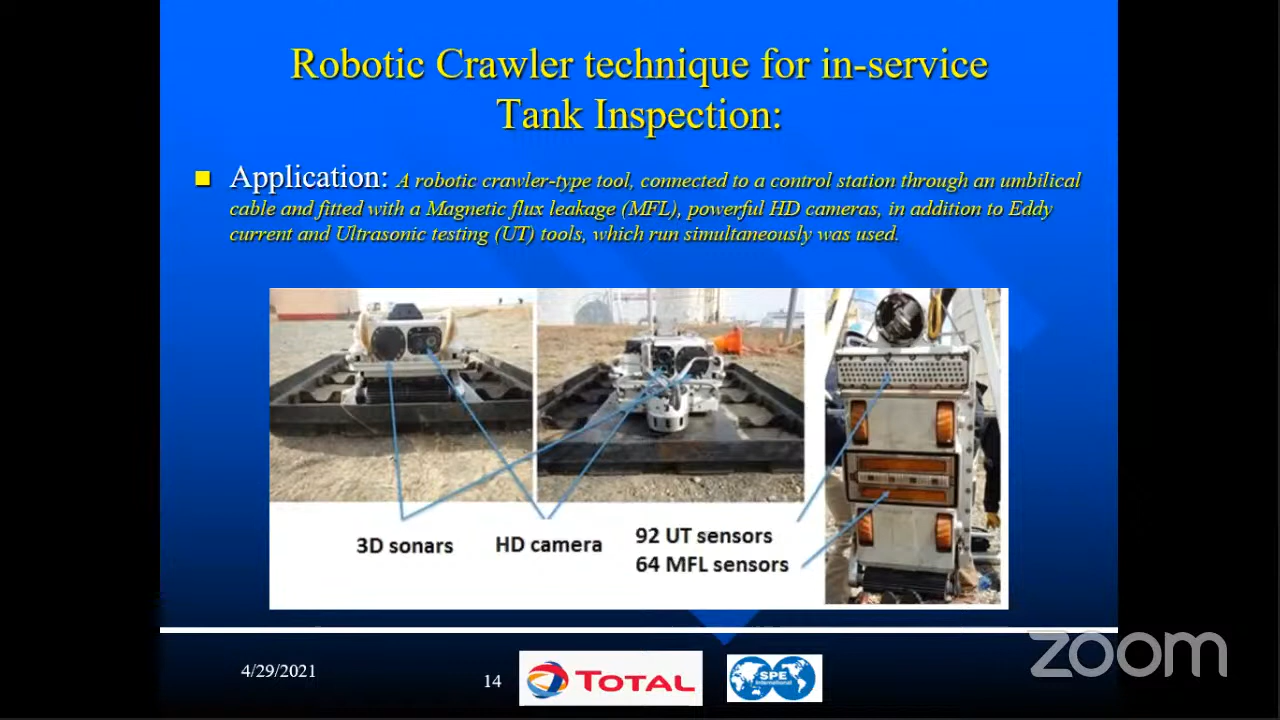 Robotic Crawler technique for in-service
Tank Inspection:
Application: A robotic crawler-type tool, connected to a control station through an umbilical
cable and fitted with a Magnetic flux leakage (MFL), powerful HD cameras, in addition to Eddy
current and Ultrasonic testing (UT) tools, which run simultaneously was used.
3D sonars
HD camera
92 UT sensors
64 MFL sensors
4/29/2021
14
TOTAL
SPE
International
zoom